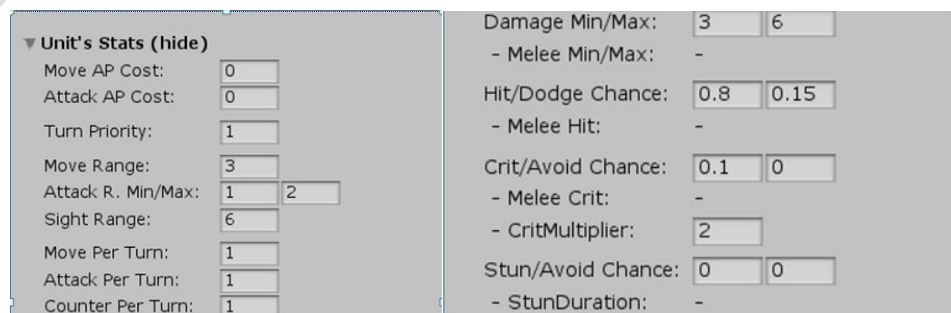 Unit's Stats (hide)
Move AP Cost: 0
Attack AP Cost: 0
Turn Priority: 1
Move Range: 3
Attack R. Min/Max: 1 2
Sight Range: 6
Move Per Turn: 1
Attack Per Turn: 1
Counter Per Turn: 1
Damage Min/Max: 3 6
- Melee Min/Max: -
Hit/Dodge Chance: 0.8 0.15
- Melee Hit: -
Crit/Avoid Chance: 0.1 0
- Melee Crit: -
- CritMultiplier: 2
Stun/Avoid Chance: 0 0
- StunDuration: -